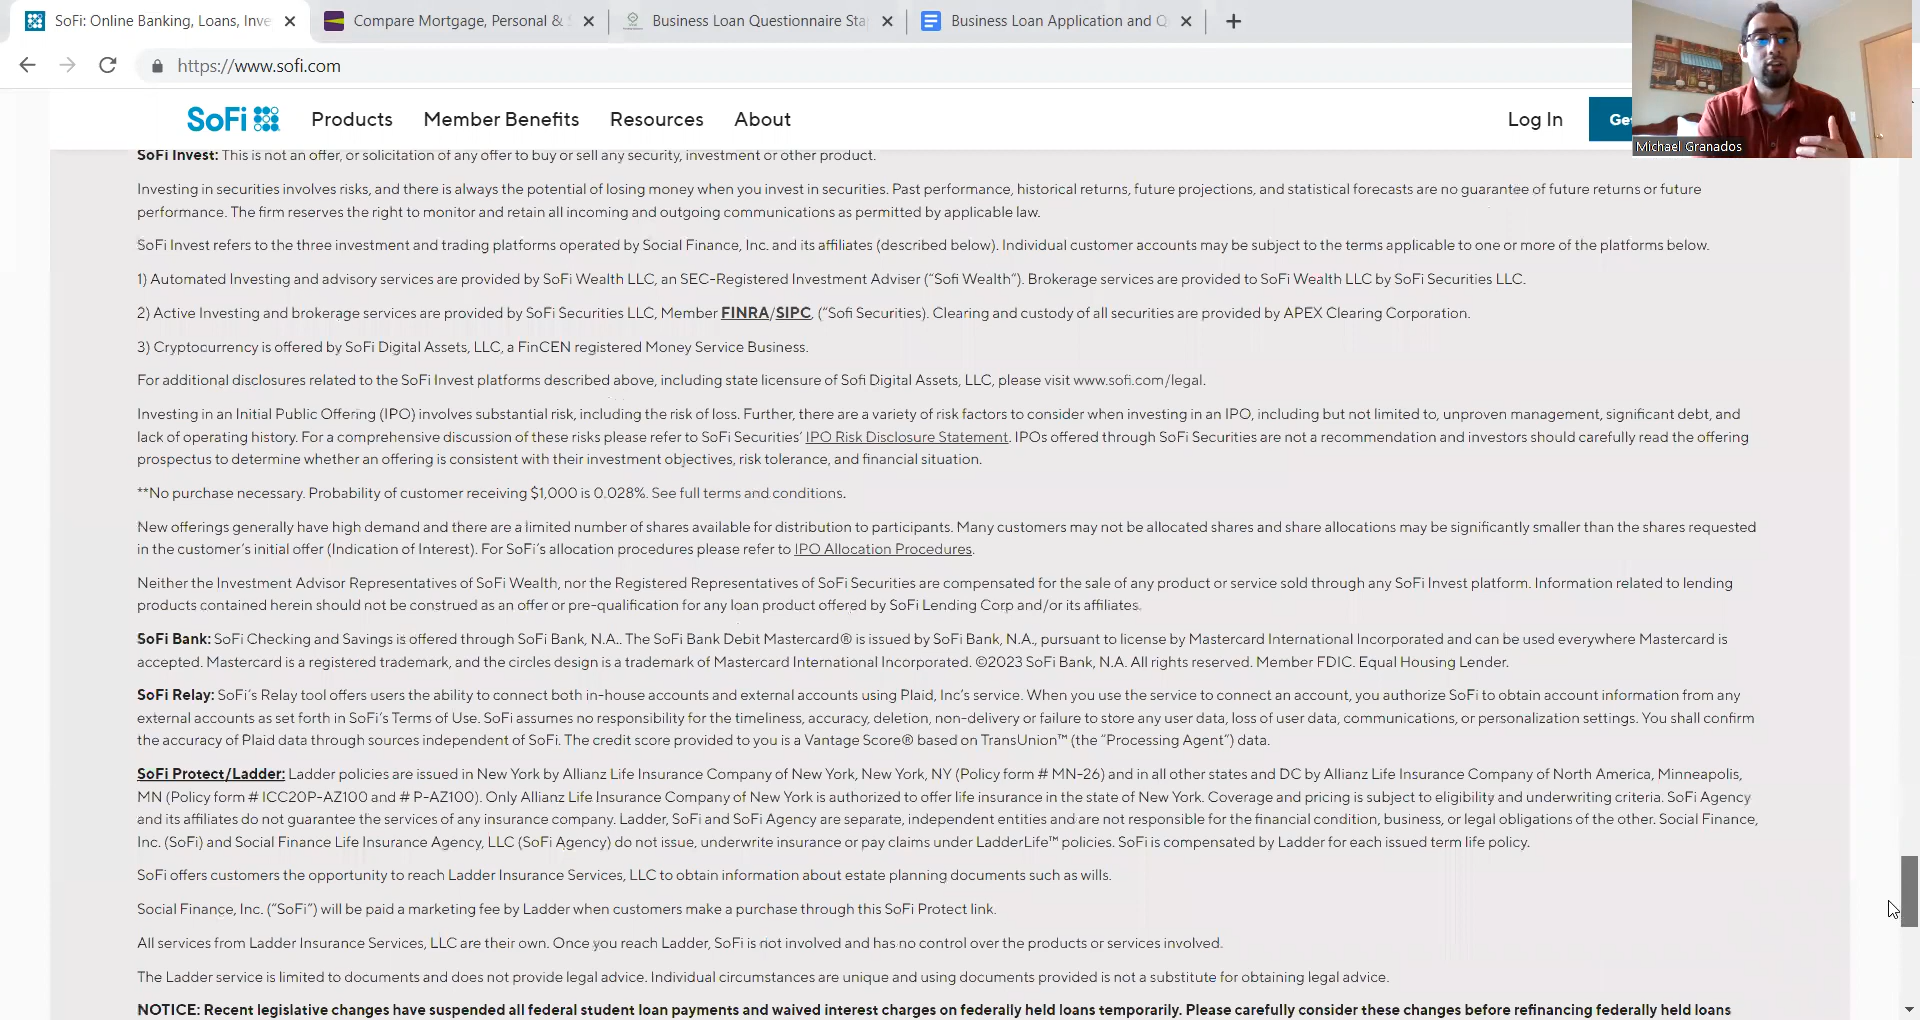 SoFi: Online Banking, Loans, Inve
Compare Mortgage, Personal &
Business Loan Questionnaire Sta
Business Loan Application and Q
https://www.sofi.com
SoFi
Products
Member Benefits
Resources
About
Log In
Ge
Michael Granados
SoFi Invest: This is not an offer, or solicitation of any offer to buy or sell any security, investment or other product.
Investing in securities involves risks, and there is always the potential of losing money when you invest in securities. Past performance, historical returns, future projections, and statistical forecasts are no guarantee of future returns or future
performance. The firm reserves the right to monitor and retain all incoming and outgoing communications as permitted by applicable law.
SoFi Invest refers to the three investment and trading platforms operated by Social Finance, Inc. and its affiliates (described below). Individual customer accounts may be subject to the terms applicable to one or more of the platforms below.
1) Automated Investing and advisory services are provided by SoFi Wealth LLC, an SEC-Registered Investment Adviser (“Sofi Wealth“). Brokerage services are provided to SoFi Wealth LLC by SoFi Securities LLC.
2) Active Investing and brokerage services are provided by SoFi Securities LLC, Member FINRA/SIPC, (“Sofi Securities). Clearing and custody of all securities are provided by APEX Clearing Corporation.
3) Cryptocurrency is offered by SoFi Digital Assets, LLC, a FinCEN registered Money Service Business.
For additional disclosures related to the SoFi Invest platforms described above, including state licensure of Sofi Digital Assets, LLC, please visit www.sofi.com/legal.
Investing in an Initial Public Offering (IPO) involves substantial risk, including the risk of loss. Further, there are a variety of risk factors to consider when investing in an IPO, including but not limited to, unproven management, significant debt, and
lack of operating history. For a comprehensive discussion of these risks please refer to SoFi Securities’ IPO Risk Disclosure Statement. IPOs offered through SoFi Securities are not a recommendation and investors should carefully read the offering
prospectus to determine whether an offering is consistent with their investment objectives, risk tolerance, and financial situation.
**No purchase necessary. Probability of customer receiving $1,000 is 0.028%. See full terms and conditions.
New offerings generally have high demand and there are a limited number of shares available for distribution to participants. Many customers may not be allocated shares and share allocations may be significantly smaller than the shares requested
in the customer’s initial offer (Indication of Interest). For SoFi’s allocation procedures please refer to IPO Allocation Procedures.
Neither the Investment Advisor Representatives of SoFi Wealth, nor the Registered Representatives of SoFi Securities are compensated for the sale of any product or service sold through any SoFi Invest platform. Information related to lending
products contained herein should not be construed as an offer or pre-qualification for any loan product offered by SoFi Lending Corp and/or its affiliates.
SoFi Bank: SoFi Checking and Savings is offered through SoFi Bank, N.A.. The SoFi Bank Debit Mastercard® is issued by SoFi Bank, N.A., pursuant to license by Mastercard International Incorporated and can be used everywhere Mastercard is
accepted. Mastercard is a registered trademark, and the circles design is a trademark of Mastercard International Incorporated. ©2023 SoFi Bank, N.A. All rights reserved. Member FDIC. Equal Housing Lender.
SoFi Relay: SoFi’s Relay tool offers users the ability to connect both in-house accounts and external accounts using Plaid, Inc’s service. When you use the service to connect an account, you authorize SoFi to obtain account information from any
external accounts as set forth in SoFi’s Terms of Use. SoFi assumes no responsibility for the timeliness, accuracy, deletion, non-delivery or failure to store any user data, loss of user data, communications, or personalization settings. You shall confirm
the accuracy of Plaid data through sources independent of SoFi. The credit score provided to you is a Vantage Score® based on TransUnion™ (the “Processing Agent”) data.
SoFi Protect/Ladder: Ladder policies are issued in New York by Allianz Life Insurance Company of New York, New York, NY (Policy form # MN-26) and in all other states and DC by Allianz Life Insurance Company of North America, Minneapolis,
MN (Policy form # ICC20P-AZ100 and # P-AZ100). Only Allianz Life Insurance Company of New York is authorized to offer life insurance in the state of New York. Coverage and pricing is subject to eligibility and underwriting criteria. SoFi Agency
and its affiliates do not guarantee the services of any insurance company. Ladder, SoFi and SoFi Agency are separate, independent entities and are not responsible for the financial condition, business, or legal obligations of the other. Social Finance,
Inc. (SoFi) and Social Finance Life Insurance Agency, LLC (SoFi Agency) do not issue, underwrite insurance or pay claims under LadderLife™ policies. SoFi is compensated by Ladder for each issued term life policy.
SoFi offers customers the opportunity to reach Ladder Insurance Services, LLC to obtain information about estate planning documents such as wills.
Social Finance, Inc. (“SoFi”) will be paid a marketing fee by Ladder when customers make a purchase through this SoFi Protect link.
All services from Ladder Insurance Services, LLC are their own. Once you reach Ladder, SoFi is not involved and has no control over the products or services involved.
The Ladder service is limited to documents and does not provide legal advice. Individual circumstances are unique and using documents provided is not a substitute for obtaining legal advice.
NOTICE: Recent legislative changes have suspended all federal student loan payments and waived interest charges on federally held loans temporarily. Please carefully consider these changes before refinancing federally held loans